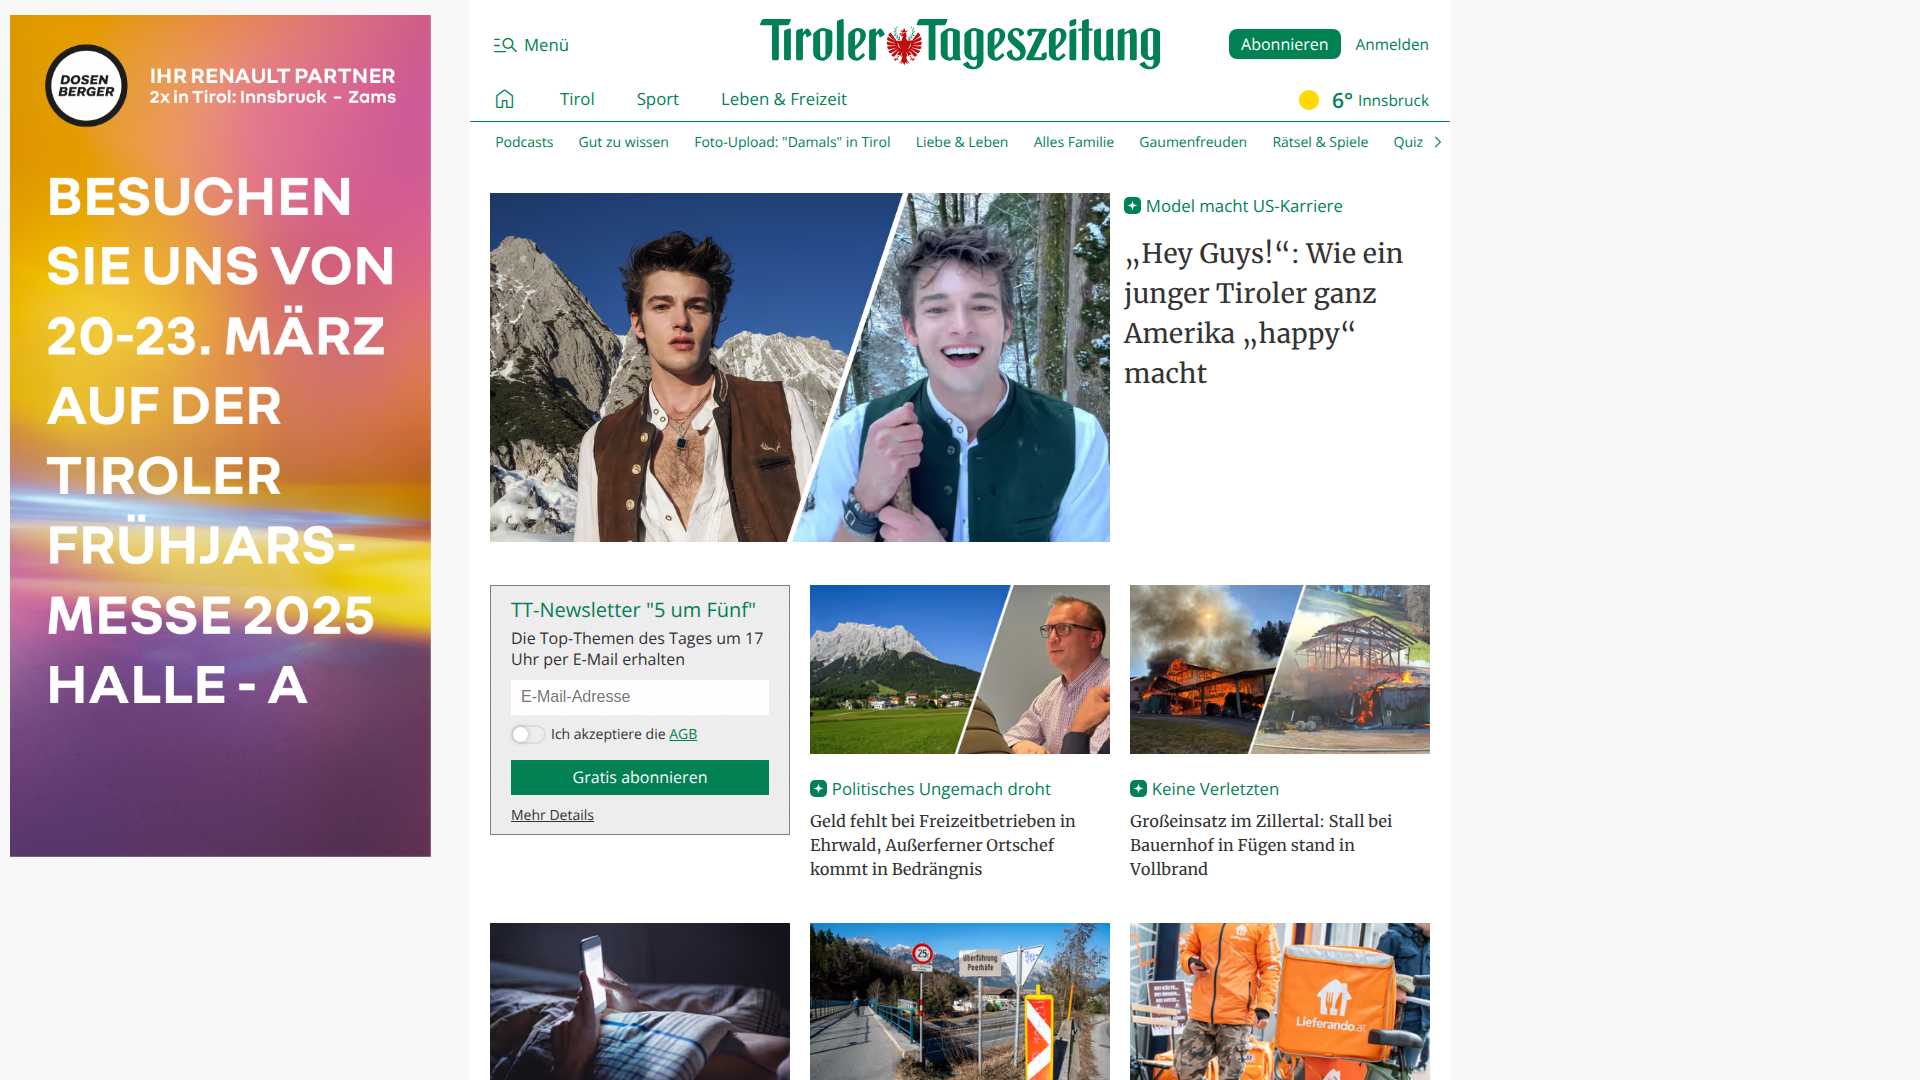 DOSEN
BERGER
IHR RENAULT PARTNER
2x in Tirol: Innsbruck - Zams
BESUCHEN
SIE UNS VON
20-23. MÄRZ
AUF DER
TIROLER
FRÜHJARS-
MESSE 2025
HALLE - A
Menü
Tiroler Tageszeitung
Abonnieren
Anmelden
Tirol
Sport
Leben & Freizeit
6° Innsbruck
Podcasts
Gut zu wissen
Foto-Upload: "Damals" in Tirol
Liebe & Leben
Alles Familie
Gaumenfreuden
Rätsel & Spiele
Quiz
Model macht US-Karriere
„Hey Guys!“: Wie ein
junger Tiroler ganz
Amerika „happy“
macht
TT-Newsletter "5 um Fünf"
Die Top-Themen des Tages um 17
Uhr per E-Mail erhalten
E-Mail-Adresse
Ich akzeptiere die AGB
Gratis abonnieren
Mehr Details
Politisches Ungemach droht
Geld fehlt bei Freizeitbetrieben in
Ehrwald, Außerferner Ortschef
kommt in Bedrängnis
Keine Verletzten
Großeinsatz im Zillertal: Stall bei
Bauernhof in Fügen stand in
Vollbrand
25
Überführung
Peerhöfe
Lieferando.at